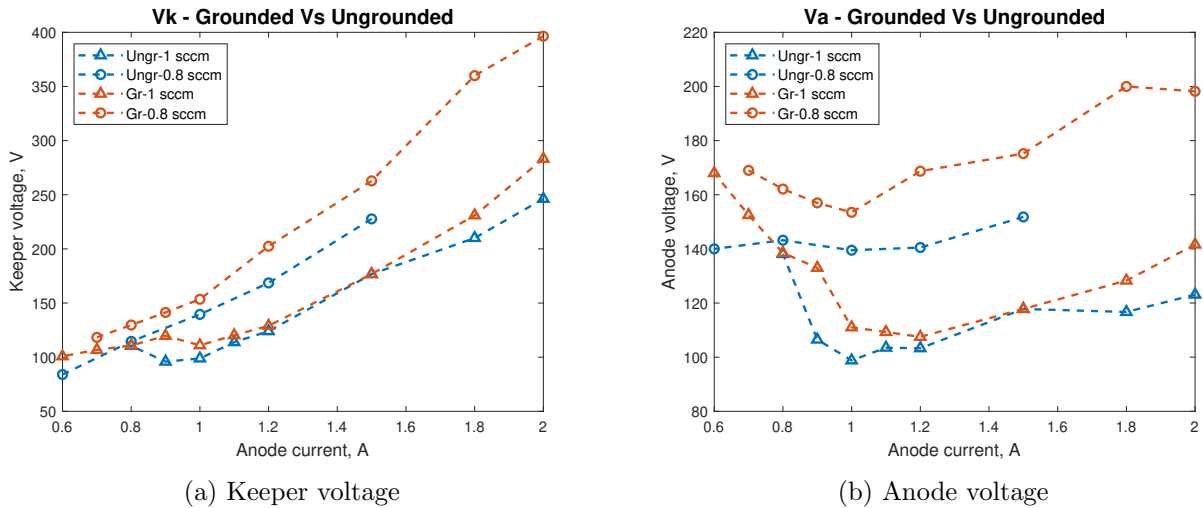 Vk - Grounded Vs Ungrounded
400
350
300
250
200
150
100
50
Keeper voltage, V
Ungr-1 sccm
Ungr-0.8 sccm
Gr-1 sccm
Gr-0.8 sccm
0.6 0.8 1 1.2 1.4 1.6 1.8 2
Anode current, A
(a) Keeper voltage
Va - Grounded Vs Ungrounded
220
200
180
160
140
120
100
80
Anode voltage, V
Ungr-1 sccm
Ungr-0.8 sccm
Gr-1 sccm
Gr-0.8 sccm
0.6 0.8 1 1.2 1.4 1.6 1.8 2
Anode current, A
(b) Anode voltage